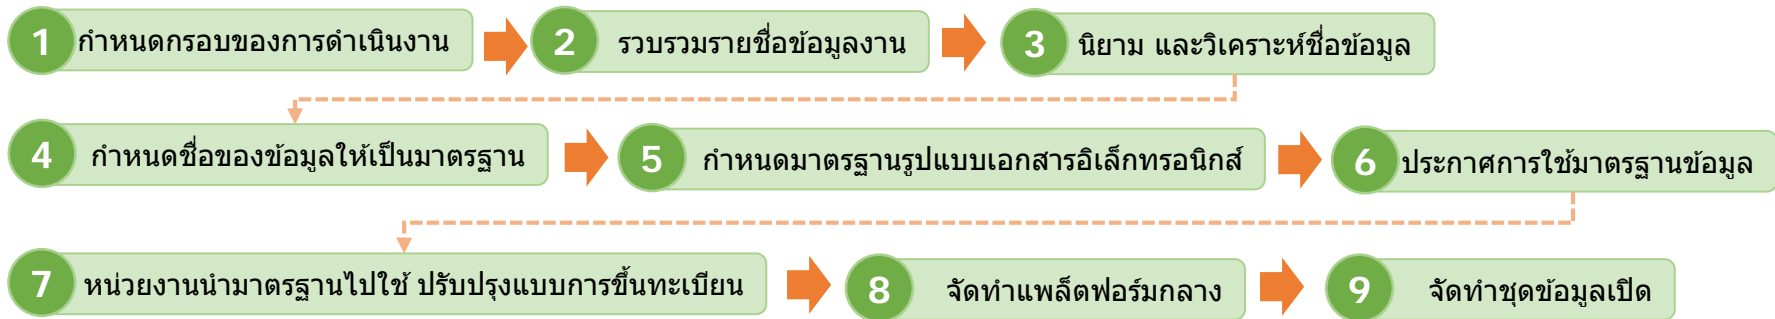 1 กำหนดกรอบของการดำเนินงาน
2 รวบรวมรายชื่อข้อมูลงาน
3 นิยาม และวิเคราะห์ชื่อข้อมูล
4 กำหนดชื่อของข้อมูลให้เป็นมาตรฐาน
5 กำหนดมาตรฐานรูปแบบเอกสารอิเล็กทรอนิกส์
6 ประกาศการใช้มาตรฐานข้อมูล
7 หน่วยงานนำมาตรฐานไปใช้ ปรับปรุงแบบการขึ้นทะเบียน
8 จัดทำแพล็ตฟอร์มกลาง
9 จัดทำชุดข้อมูลเปิด